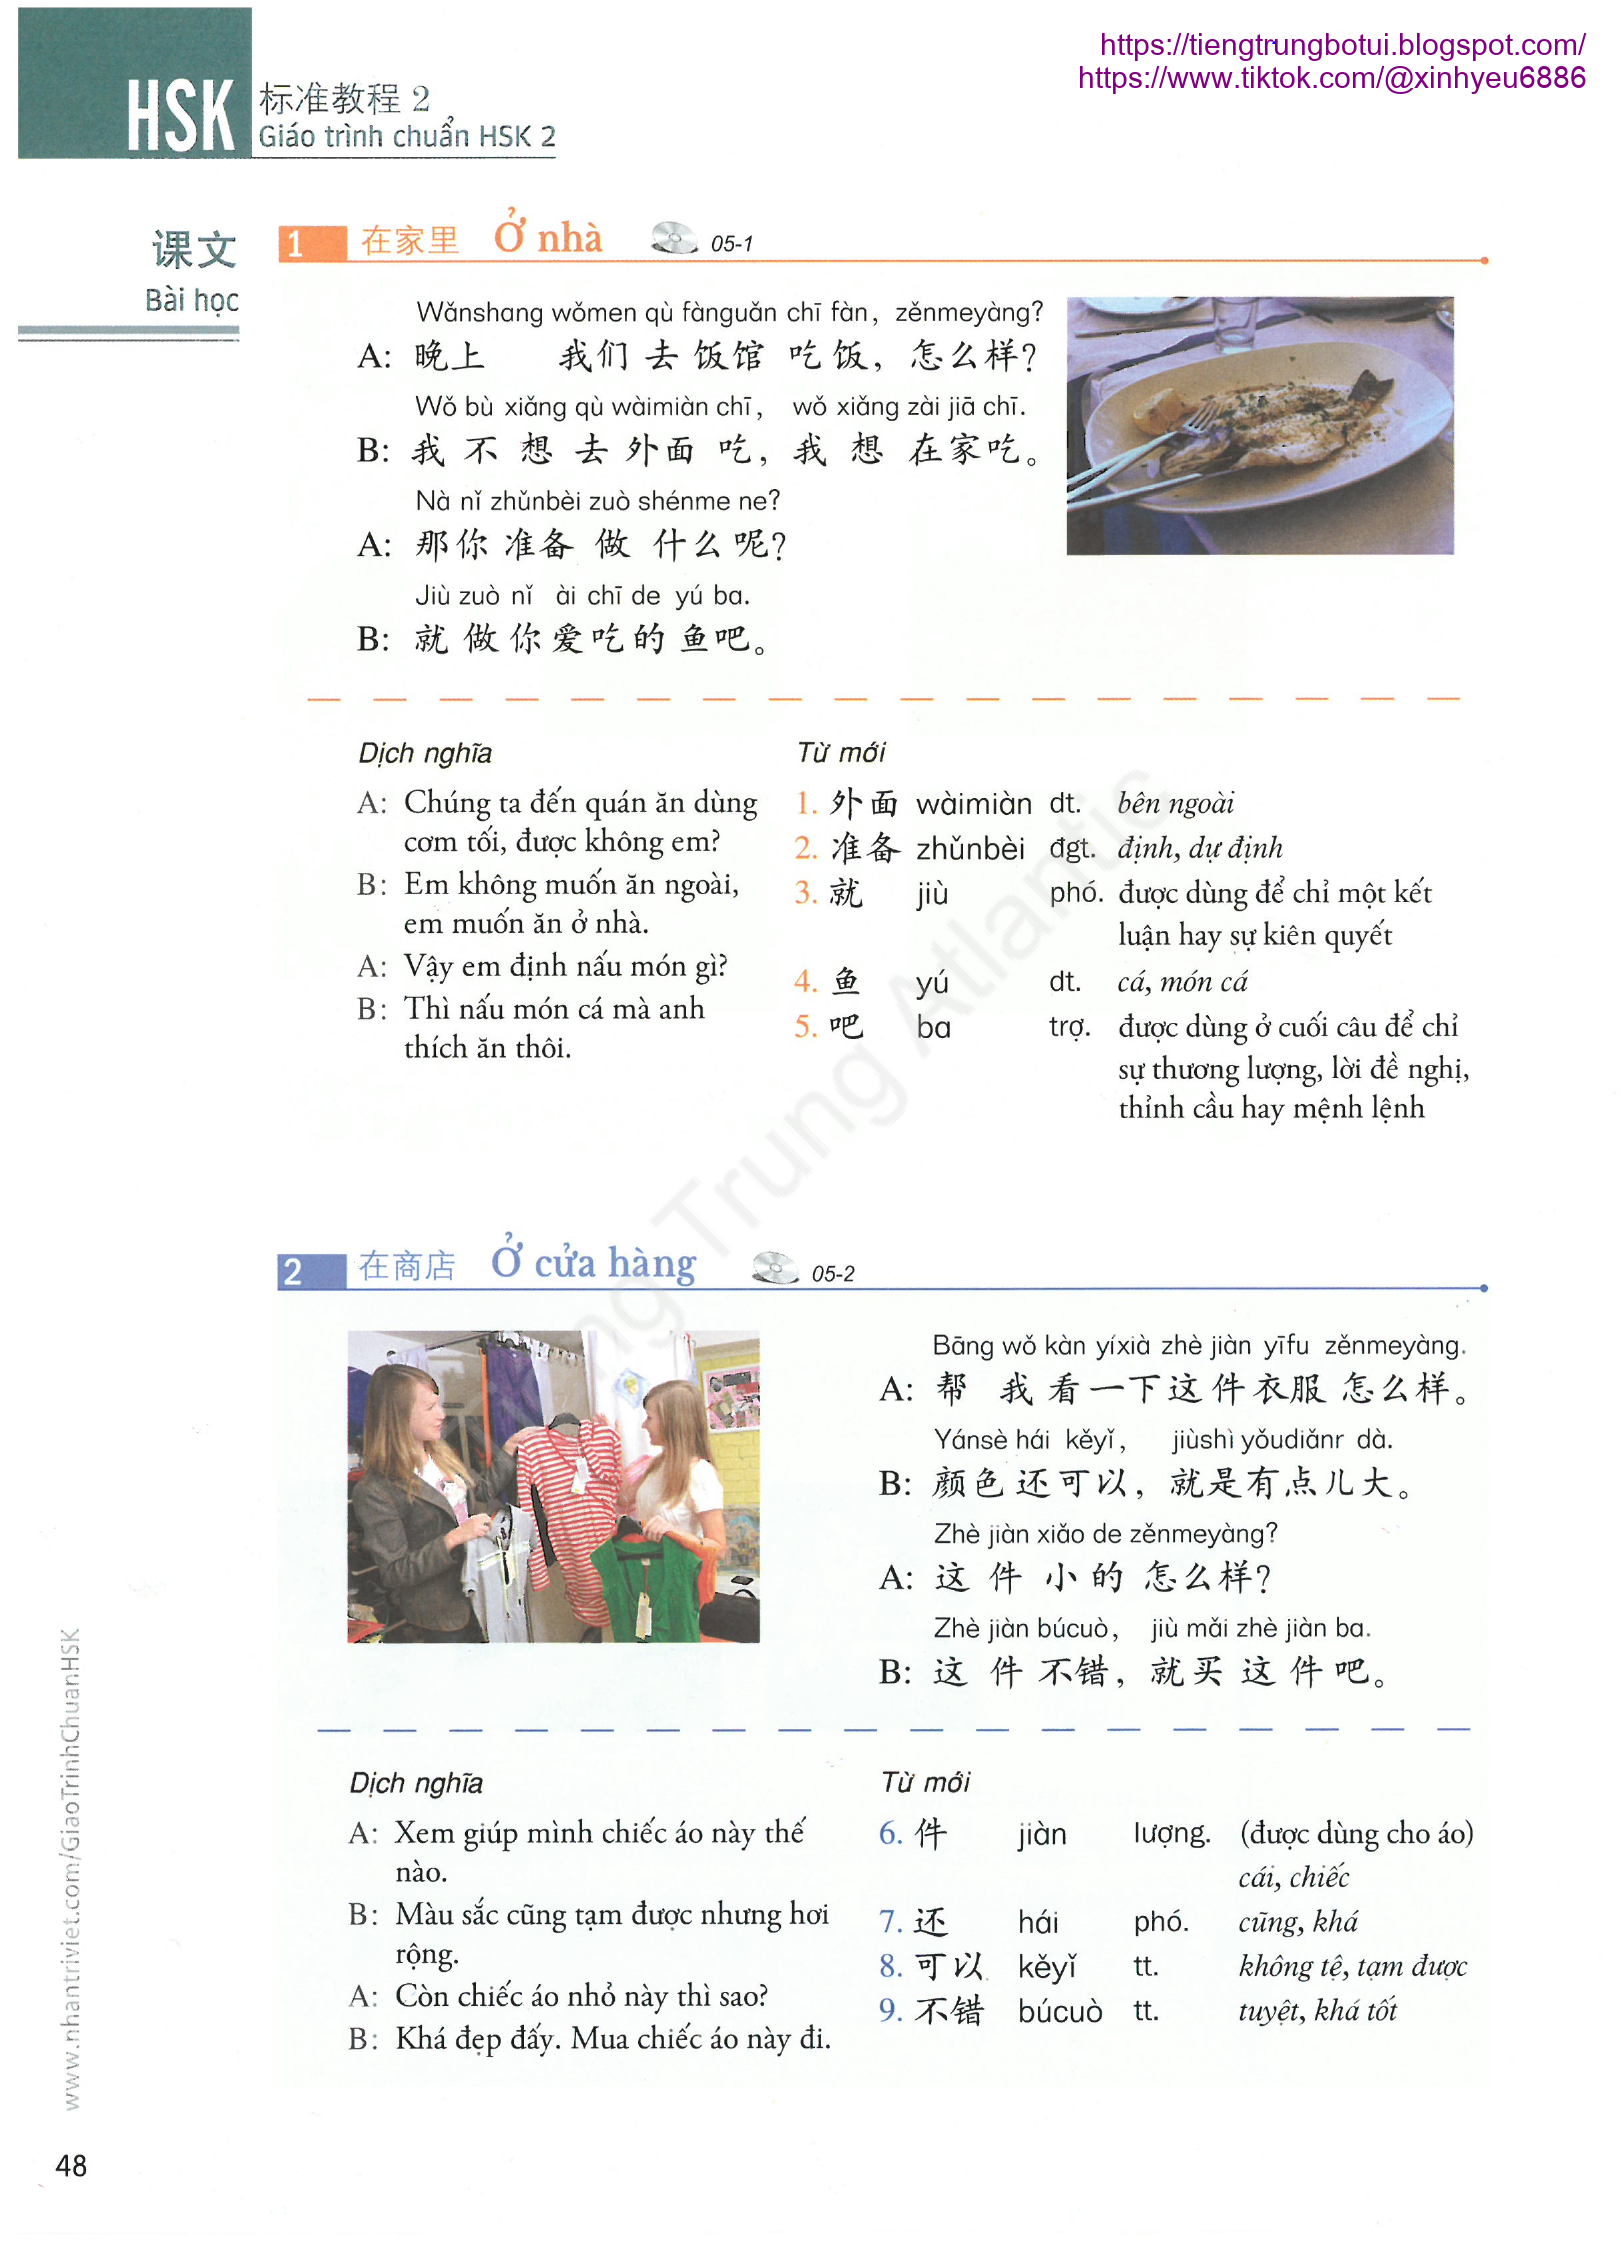 https://tiengtrungbotui.blogspot.com/
https://www.tiktok.com/@xinhyeu6886
HSK 标准教程 2
Giáo trình chuẩn HSK 2
课文
Bài học
1 在家里 Ở nhà 05-1
Wǎnshang wǒmen qù fànguǎn chī fàn, zěnmeyàng?
A: 晚上 我们 去 饭馆 吃 饭, 怎么样?
Wǒ bù xiǎng qù wàimiàn chī, wǒ xiǎng zài jiā chī.
B: 我 不 想 去 外面 吃, 我 想 在家吃。
Nà nǐ zhǔnbèi zuò shénme ne?
A: 那你 准备 做 什么 呢?
Jiù zuò nǐ ài chī de yú ba.
B: 就 做 你 爱 吃 的 鱼 吧。
Dịch nghĩa
A: Chúng ta đến quán ăn dùng
cơm tối, được không em?
B: Em không muốn ăn ngoài,
em muốn ăn ở nhà.
A: Vậy em định nấu món gì?
B: Thì nấu món cá mà anh
thích ăn thôi.
Từ mới
1. 外面 wàimiàn dt. bên ngoài
2. 准备 zhǔnbèi đgt. định, dự định
3. 就 jiù phó. được dùng để chỉ một kết
luận hay sự kiên quyết
4. 鱼 yú dt. cá, món cá
5. 吧 ba trợ. được dùng ở cuối câu để chỉ
sự thương lượng, lời đề nghị,
thỉnh cầu hay mệnh lệnh
2 在商店 Ở cửa hàng 05-2
Bāng wǒ kàn yíxià zhè jiàn yīfu zěnmeyàng.
A: 帮 我 看 一下 这 件 衣服 怎么样。
Yánsè hái kěyǐ, jiùshì yǒudiǎnr dà.
B: 颜色 还 可以, 就是 有点儿 大。
Zhè jiàn xiǎo de zěnmeyàng?
A: 这 件 小 的 怎么样?
Zhè jiàn búcuò, jiù mǎi zhè jiàn ba.
B: 这 件 不错, 就 买 这 件 吧。
Dịch nghĩa
A: Xem giúp mình chiếc áo này thế
nào.
B: Màu sắc cũng tạm được nhưng hơi
rộng.
A: Còn chiếc áo nhỏ này thì sao?
B: Khá đẹp đấy. Mua chiếc áo này đi.
Từ mới
6. 件 jiàn lượng. (được dùng cho áo)
cái, chiếc
7. 还 hái phó. cũng, khá
8. 可以 kěyǐ tt. không tệ, tạm được
9. 不错 búcuò tt. tuyệt, khá tốt
www.nhantriviet.com/GiaoTrinhChuanHSK
48
Trung Atlantic